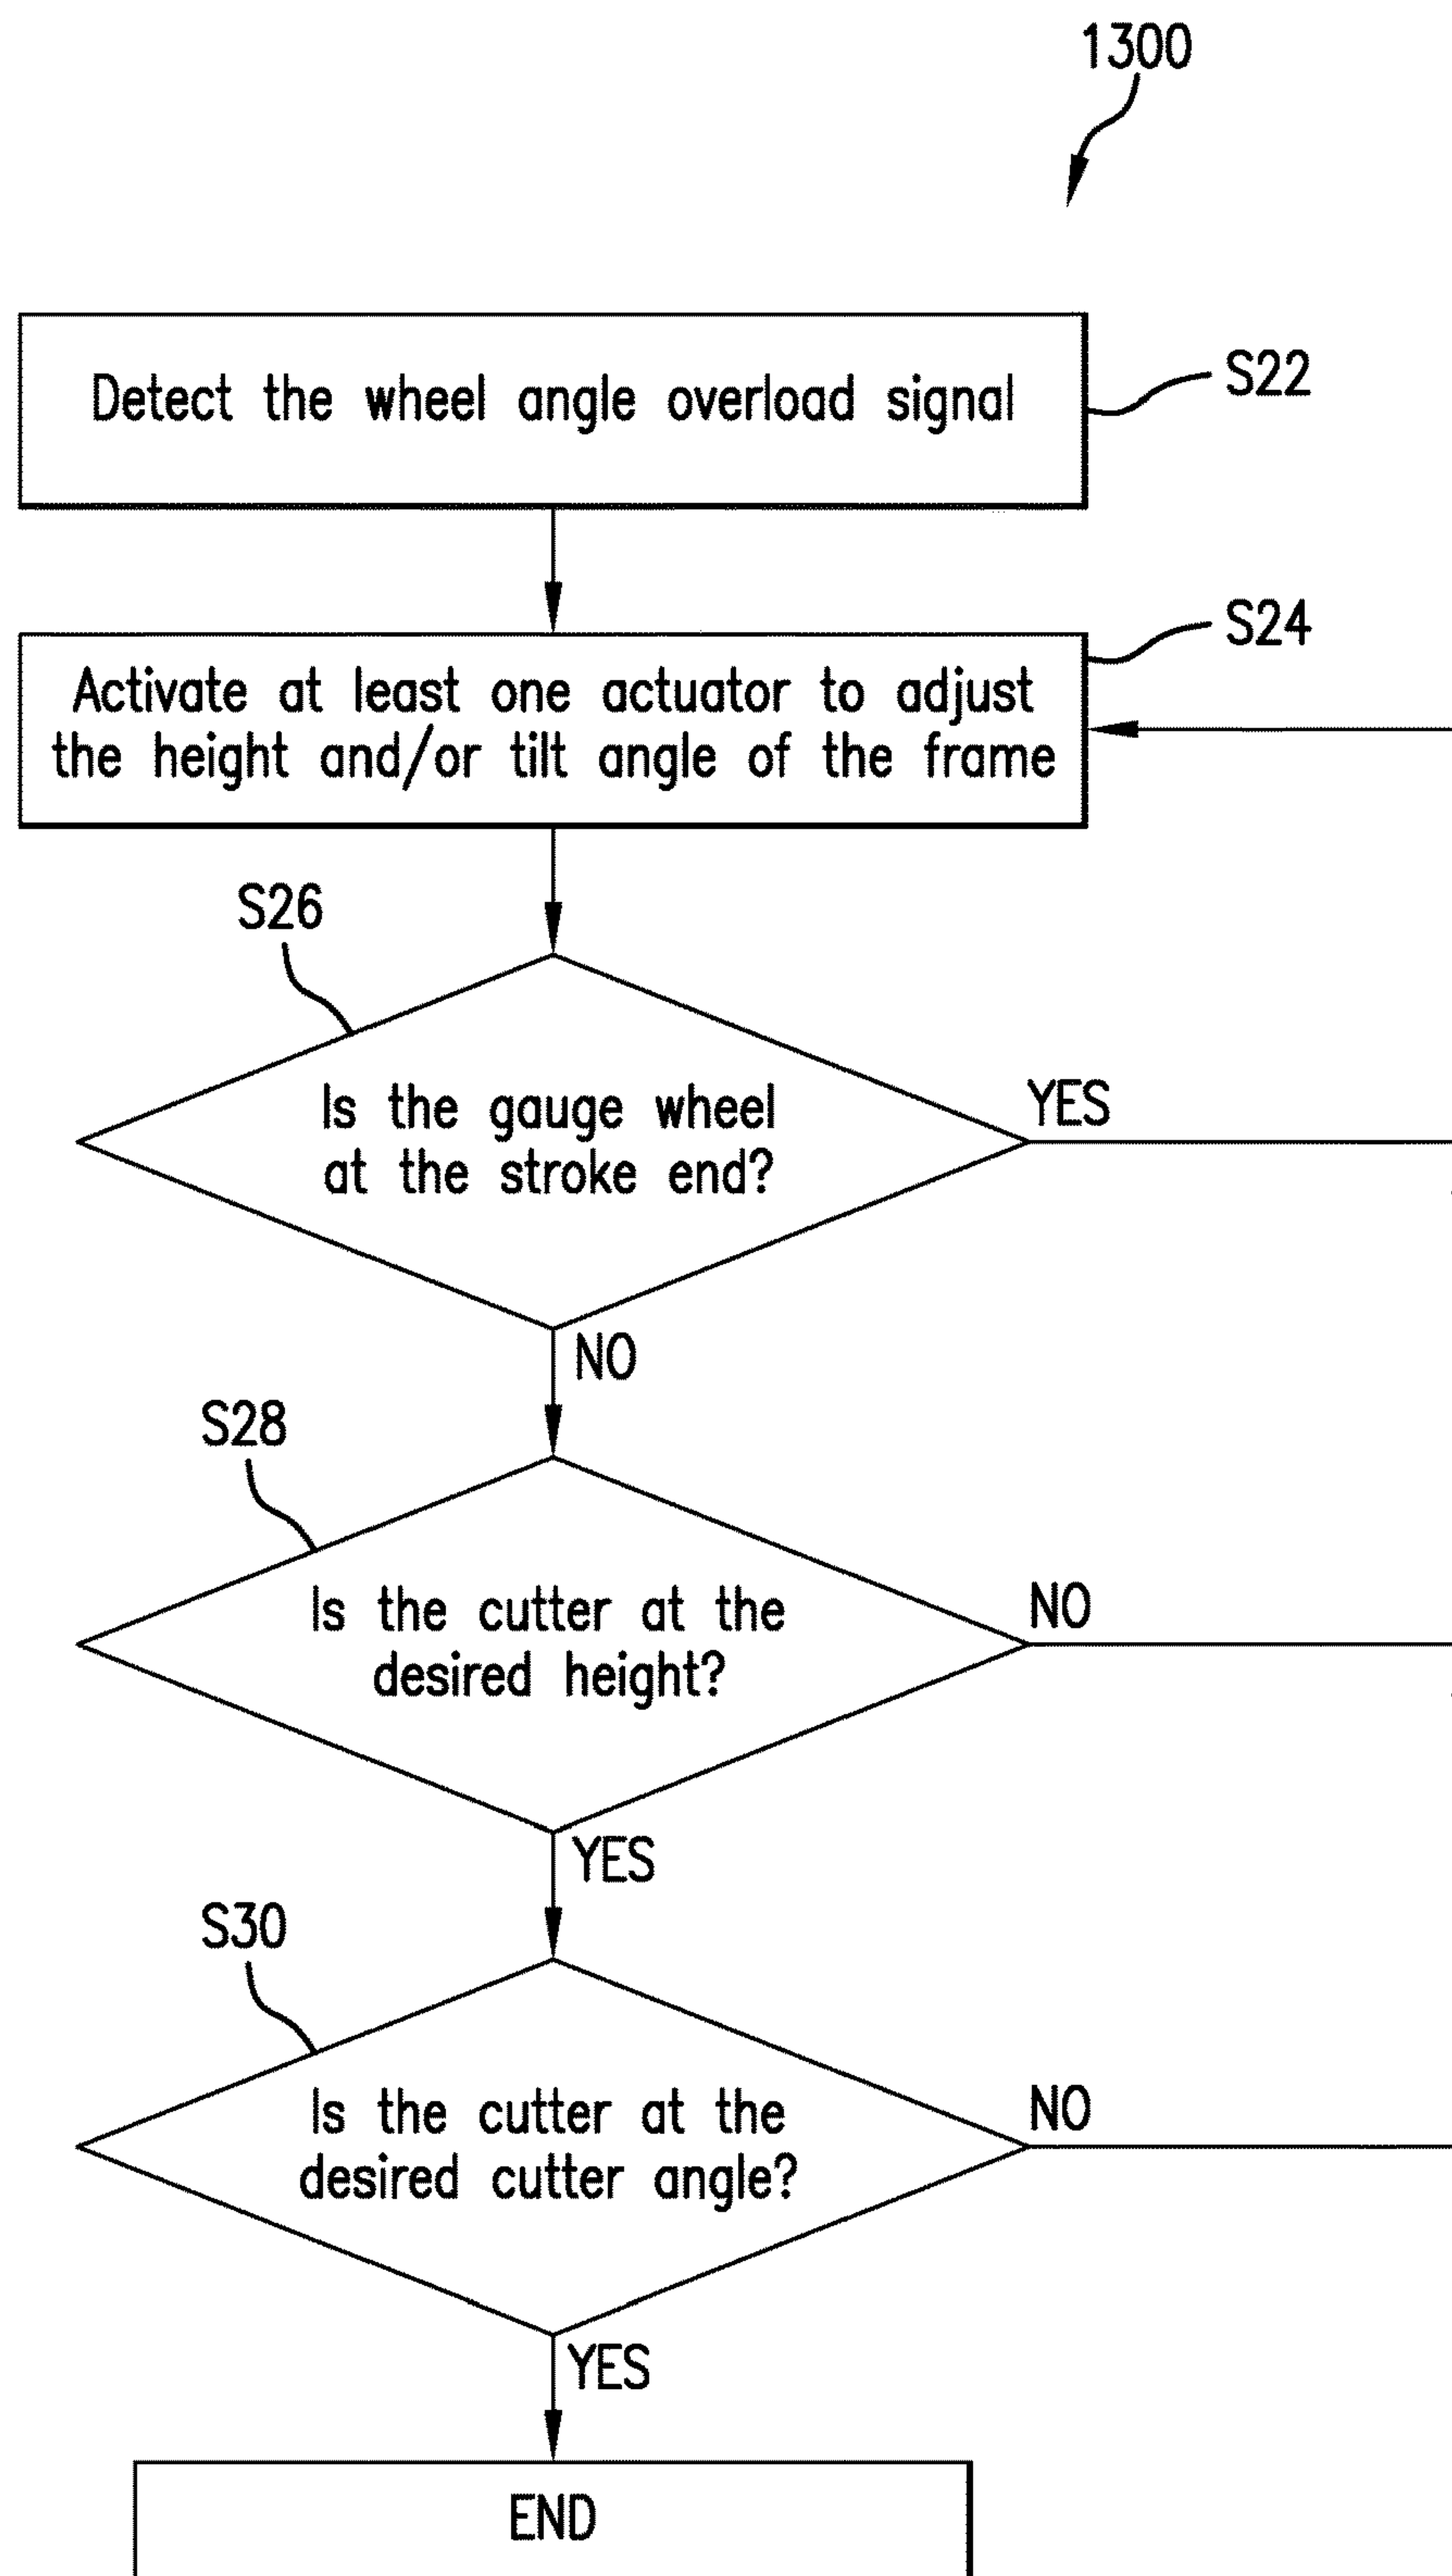 1300
Detect the wheel angle overload signal
S22
S24
Activate at least one actuator to adjust
the height and/or tilt angle of the frame
S26
Is the gauge wheel
at the stroke end?
YES
NO
S28
Is the cutter at the
desired height?
NO
YES
S30
Is the cutter at the
desired cutter angle?
NO
YES
END